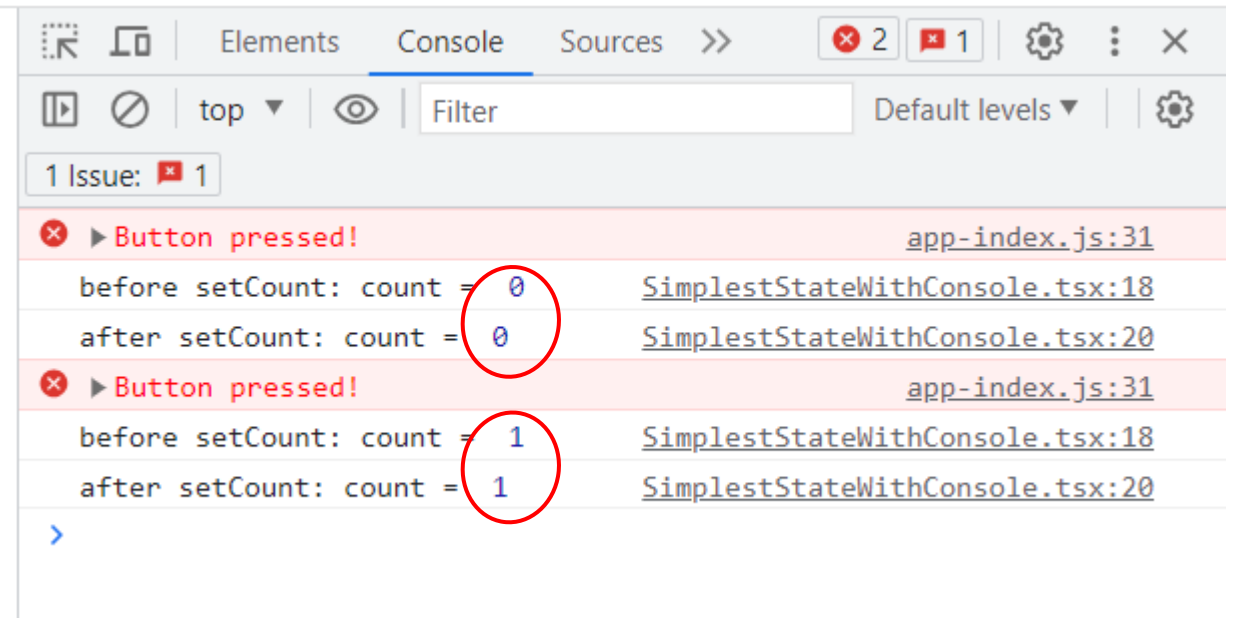 Elements Console Sources 2 1
top Filter Default levels
1 Issue: 1
Button pressed! app-index.js:31
before setCount: count = 0 SimplestStateWithConsole.tsx:18
after setCount: count = 0 SimplestStateWithConsole.tsx:20
Button pressed! app-index.js:31
before setCount: count = 1 SimplestStateWithConsole.tsx:18
after setCount: count = 1 SimplestStateWithConsole.tsx:20